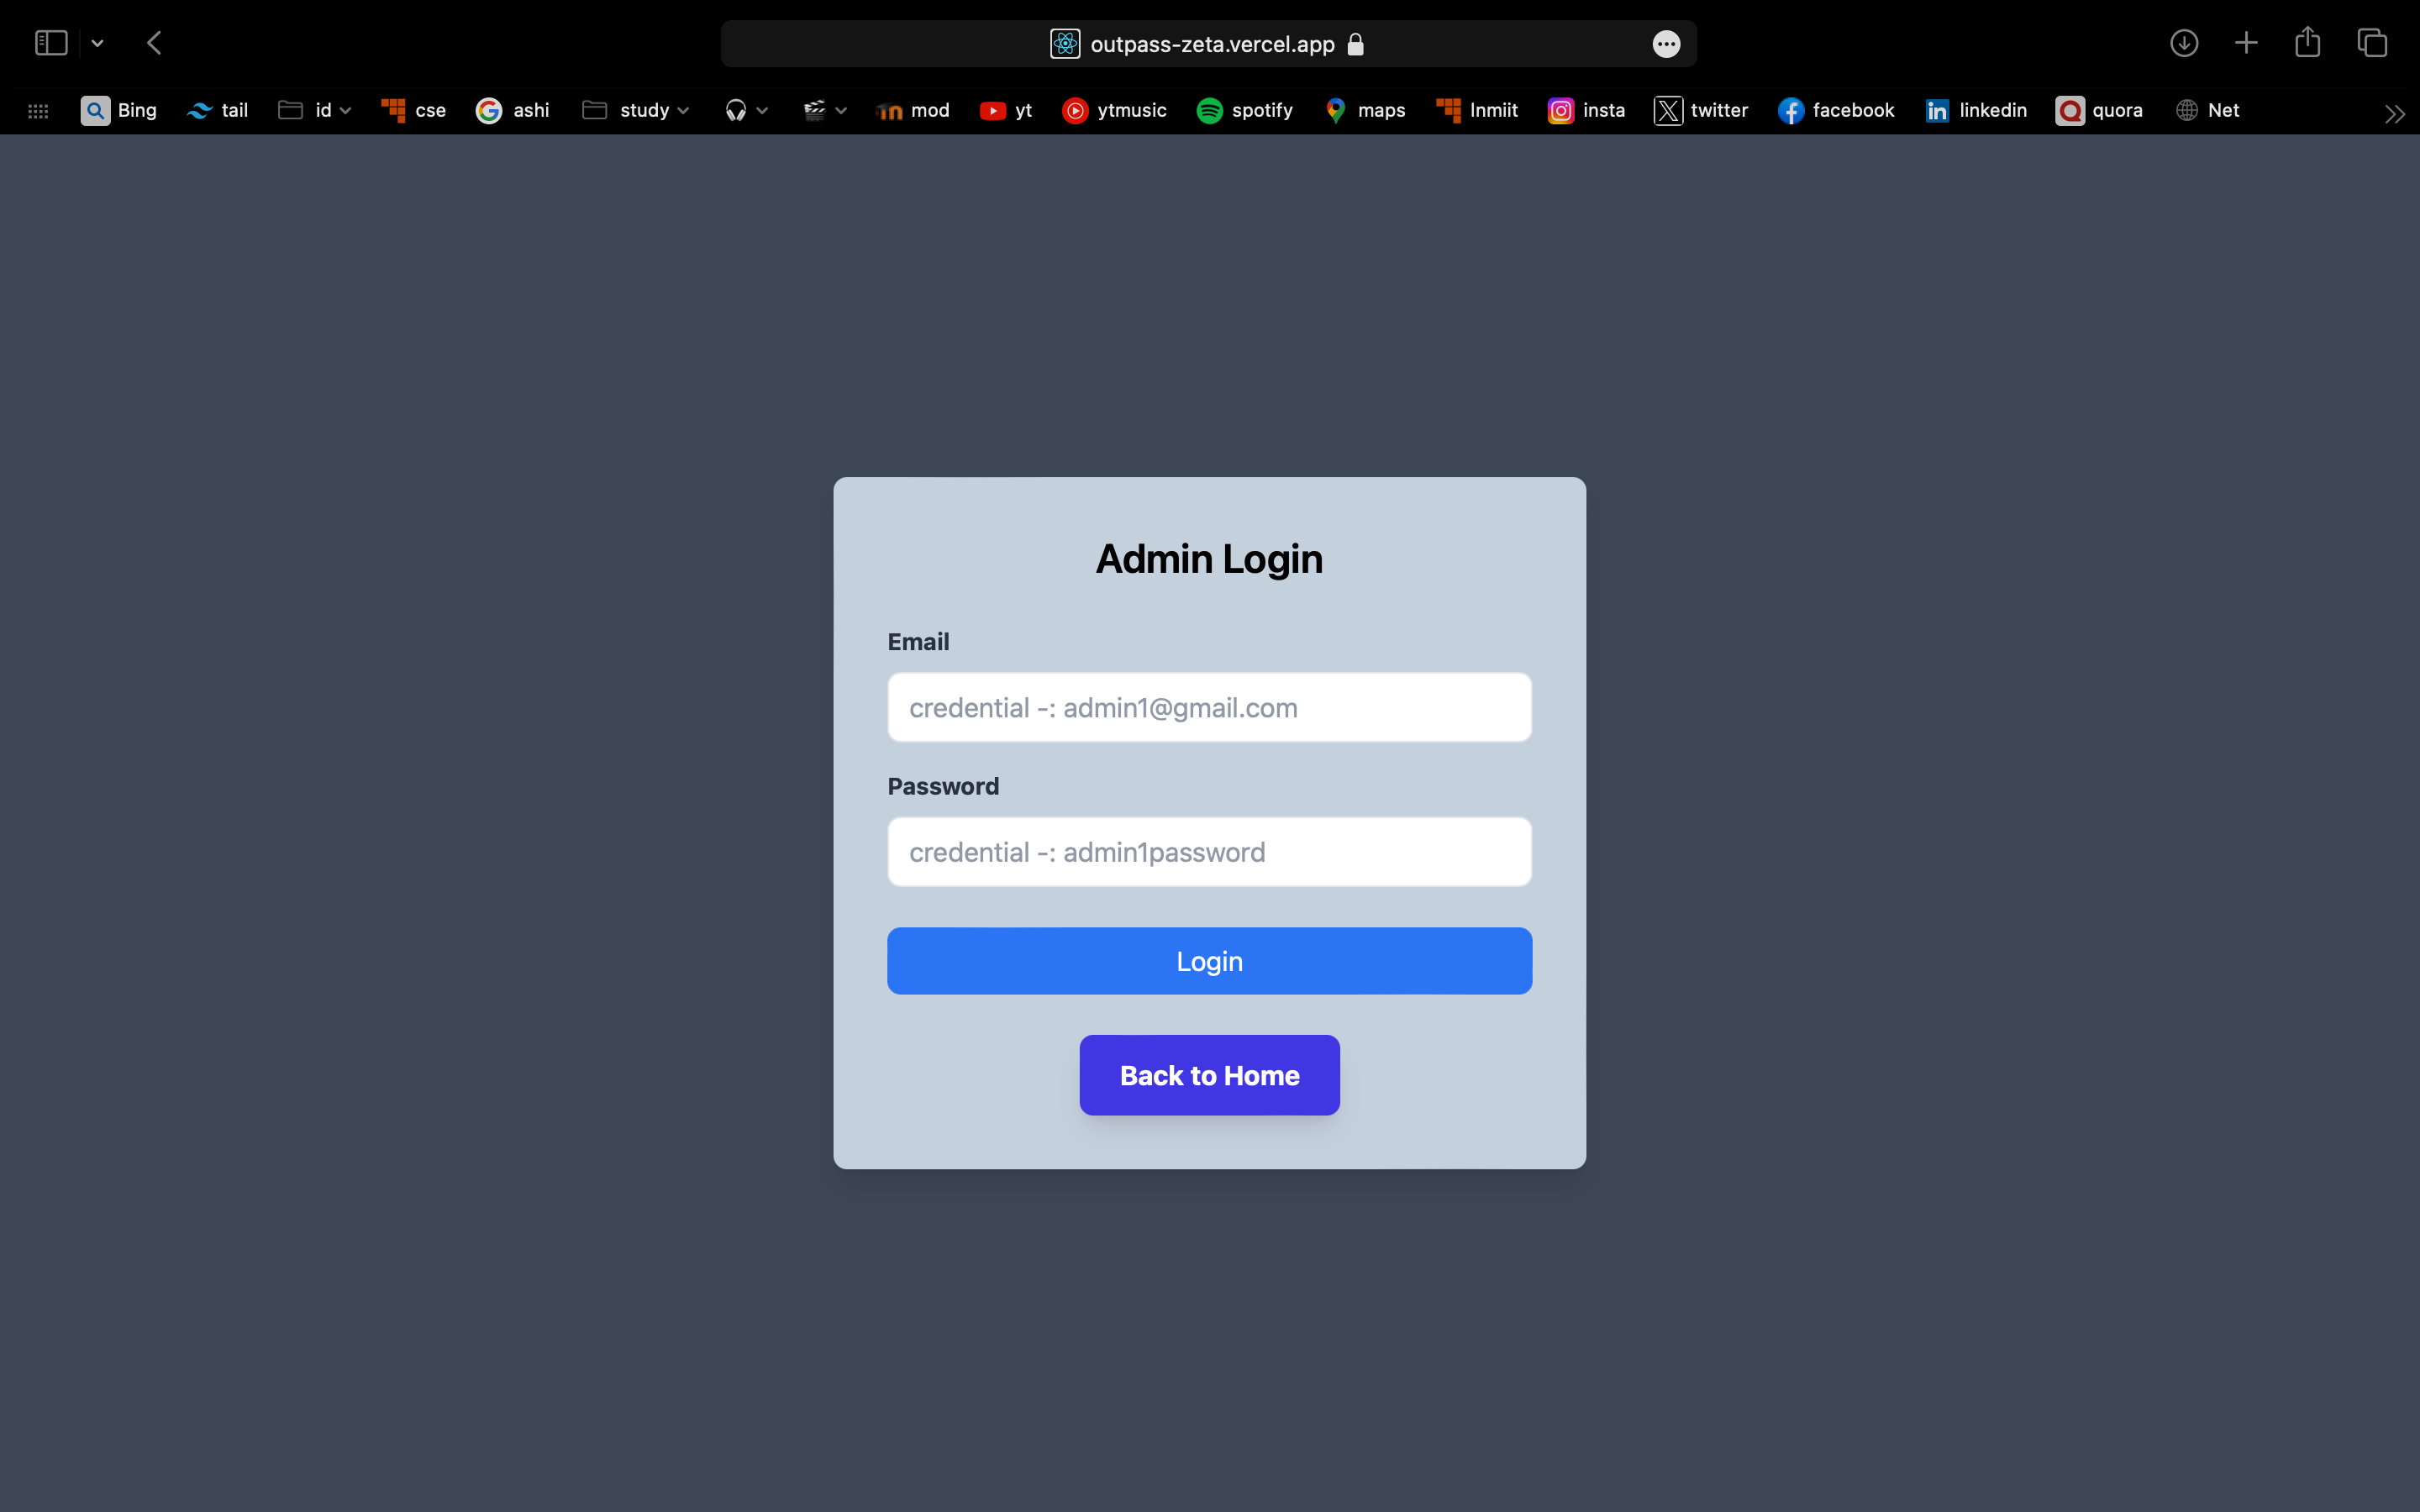 outpass-zeta.vercel.app
Bing tail id cse ashi study mod yt ytmusic spotify maps lnmiit insta twitter facebook linkedin quora Net
Admin Login
Email
credential -: admin1@gmail.com
Password
credential -: admin1password
Login
Back to Home